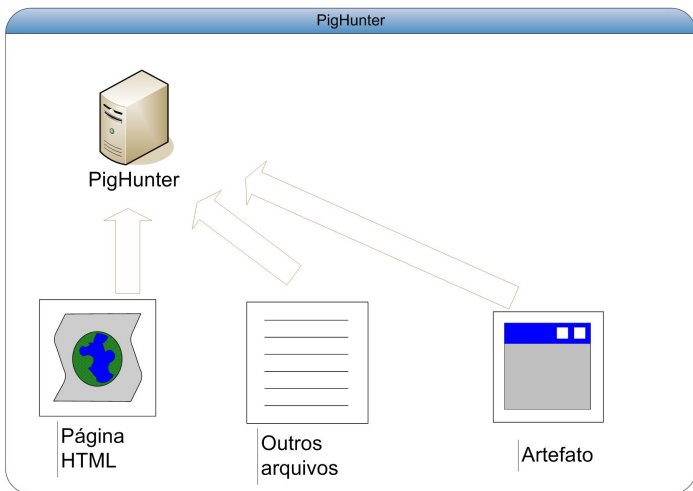 PigHunter
PigHunter
Página
HTML
Outros
arquivos
Artefato